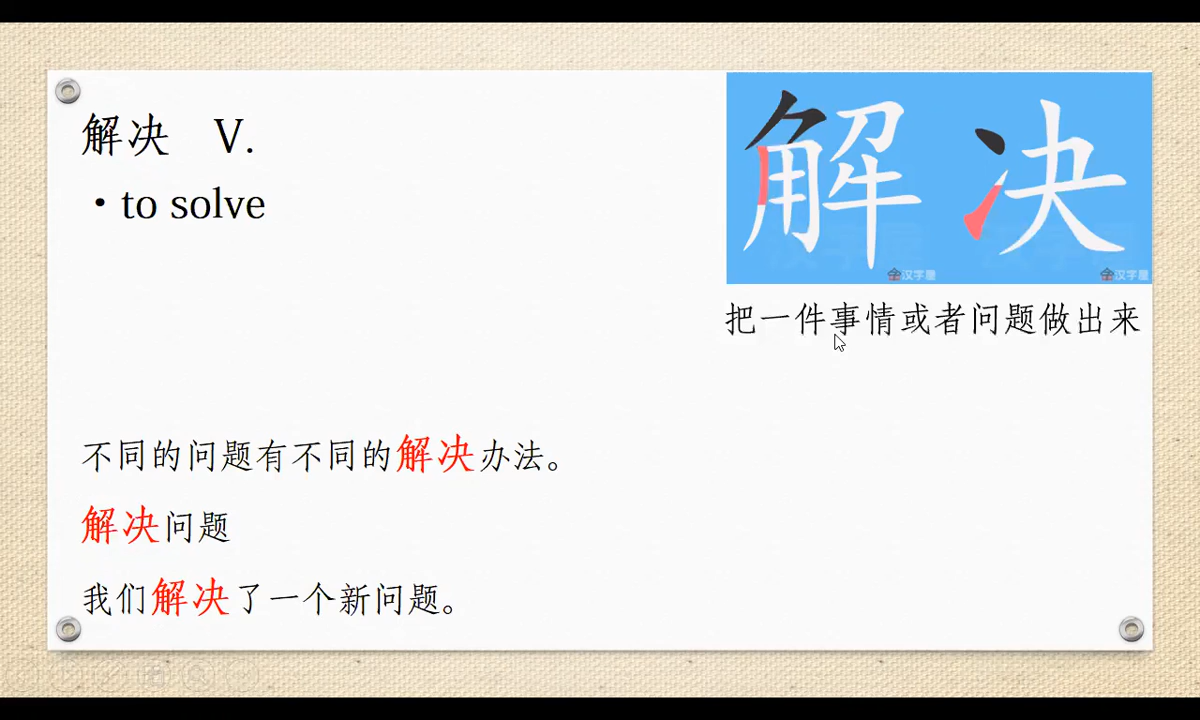 解决 V.
• to solve
解决
汉字屋 汉字屋
把一件事情或者问题做出来
不同的问题有不同的解决办法。
解决问题
我们解决了一个新问题。